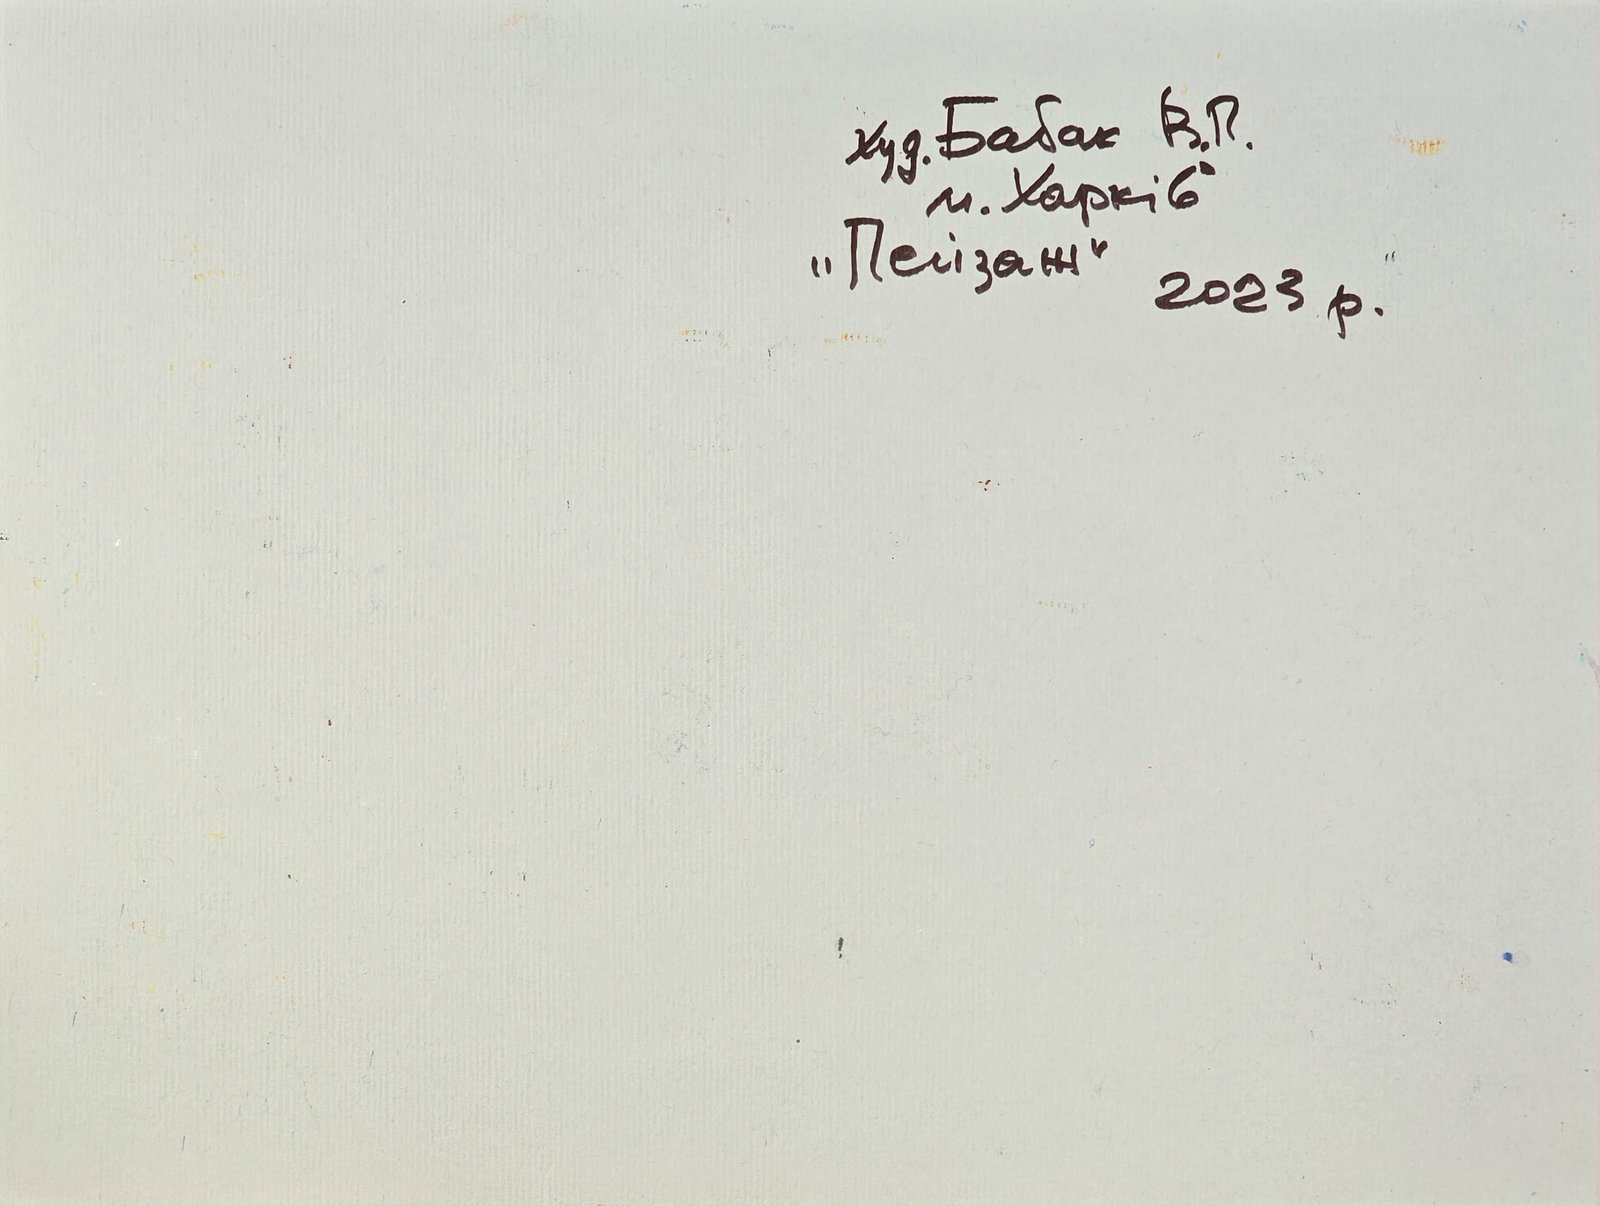 худ. Бабак В.П.
м. Харків
„Пейзаж"
2023 р.